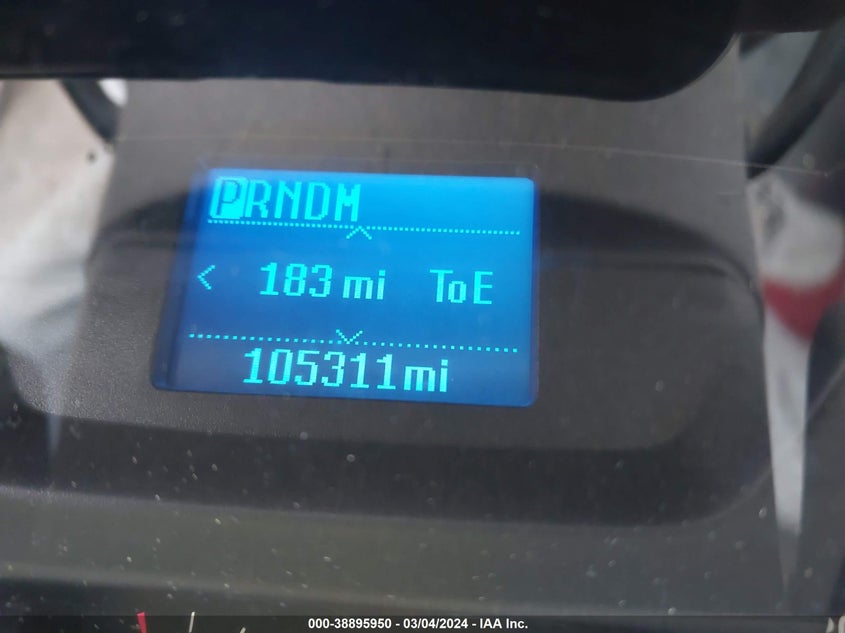 PRNDM
183 mi ToE
105311mi
000-38895950 - 03/04/2024 - IAA Inc.